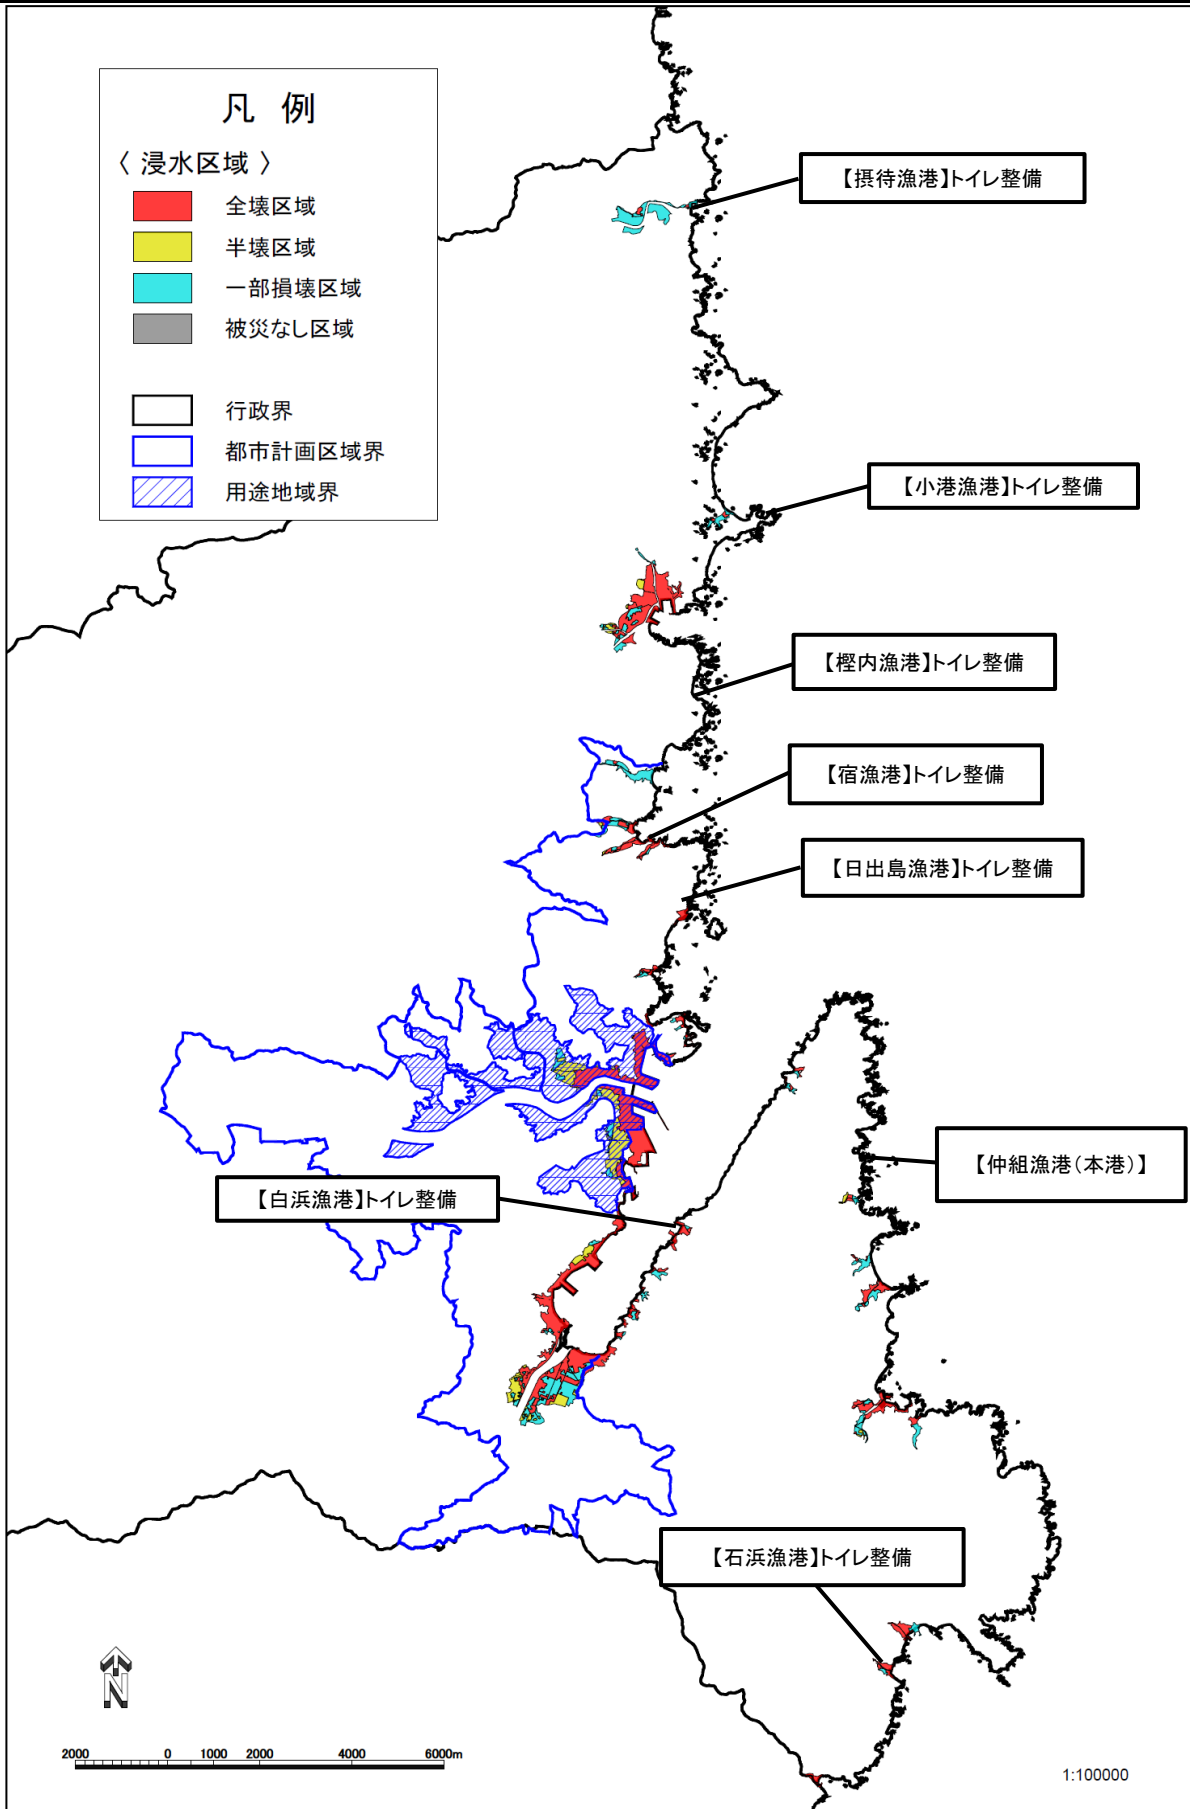 凡 例
〈 浸水区域 〉
全壊区域
半壊区域
一部損壊区域
被災なし区域
行政界
都市計画区域界
用途地域界
【摂待漁港】トイレ整備
【小港漁港】トイレ整備
【樫内漁港】トイレ整備
【宿漁港】トイレ整備
【日出島漁港】トイレ整備
【仲組漁港(本港)】
【白浜漁港】トイレ整備
【石浜漁港】トイレ整備
N
2000 0 1000 2000 4000 6000m
1:100000